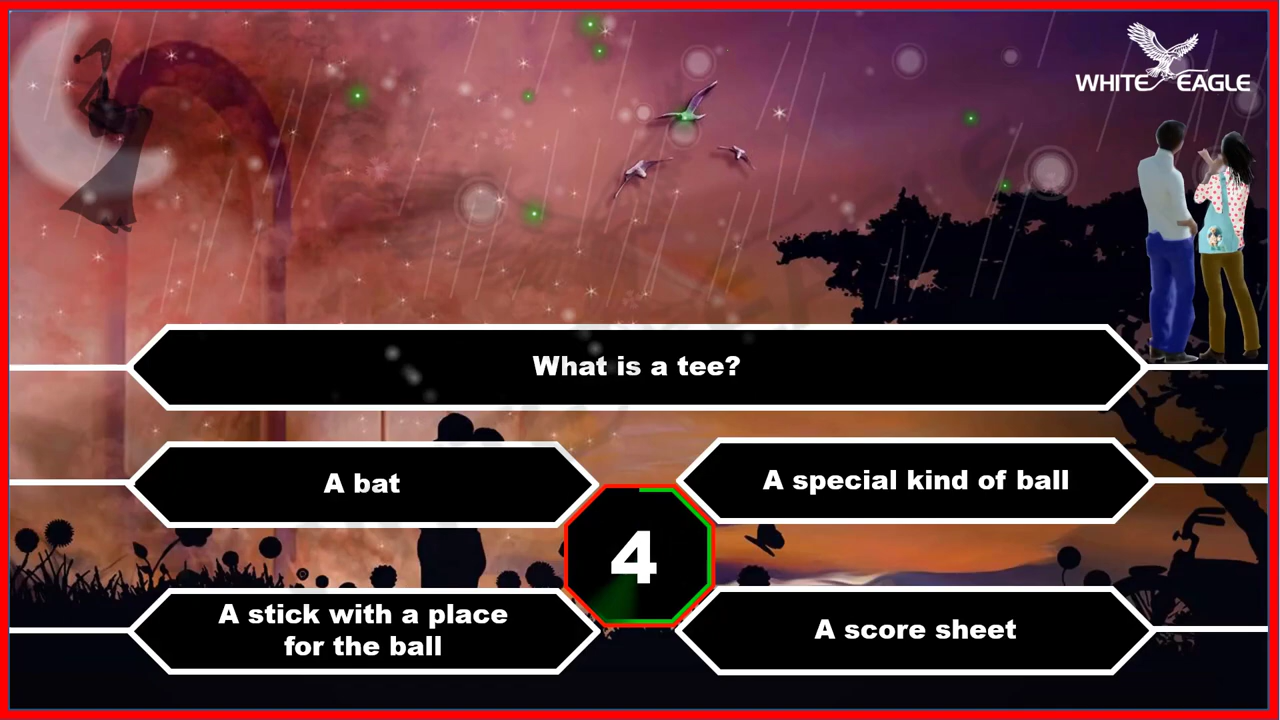 WHITE EAGLE
What is a tee?
A bat
A special kind of ball
4
A stick with a place
for the ball
A score sheet